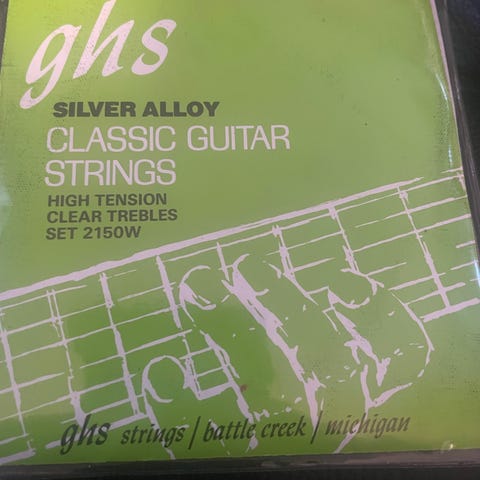 ghs
SILVER ALLOY
CLASSIC GUITAR
STRINGS
HIGH TENSION
CLEAR TREBLES
SET 2150W
ghs strings / battle creek / michigan